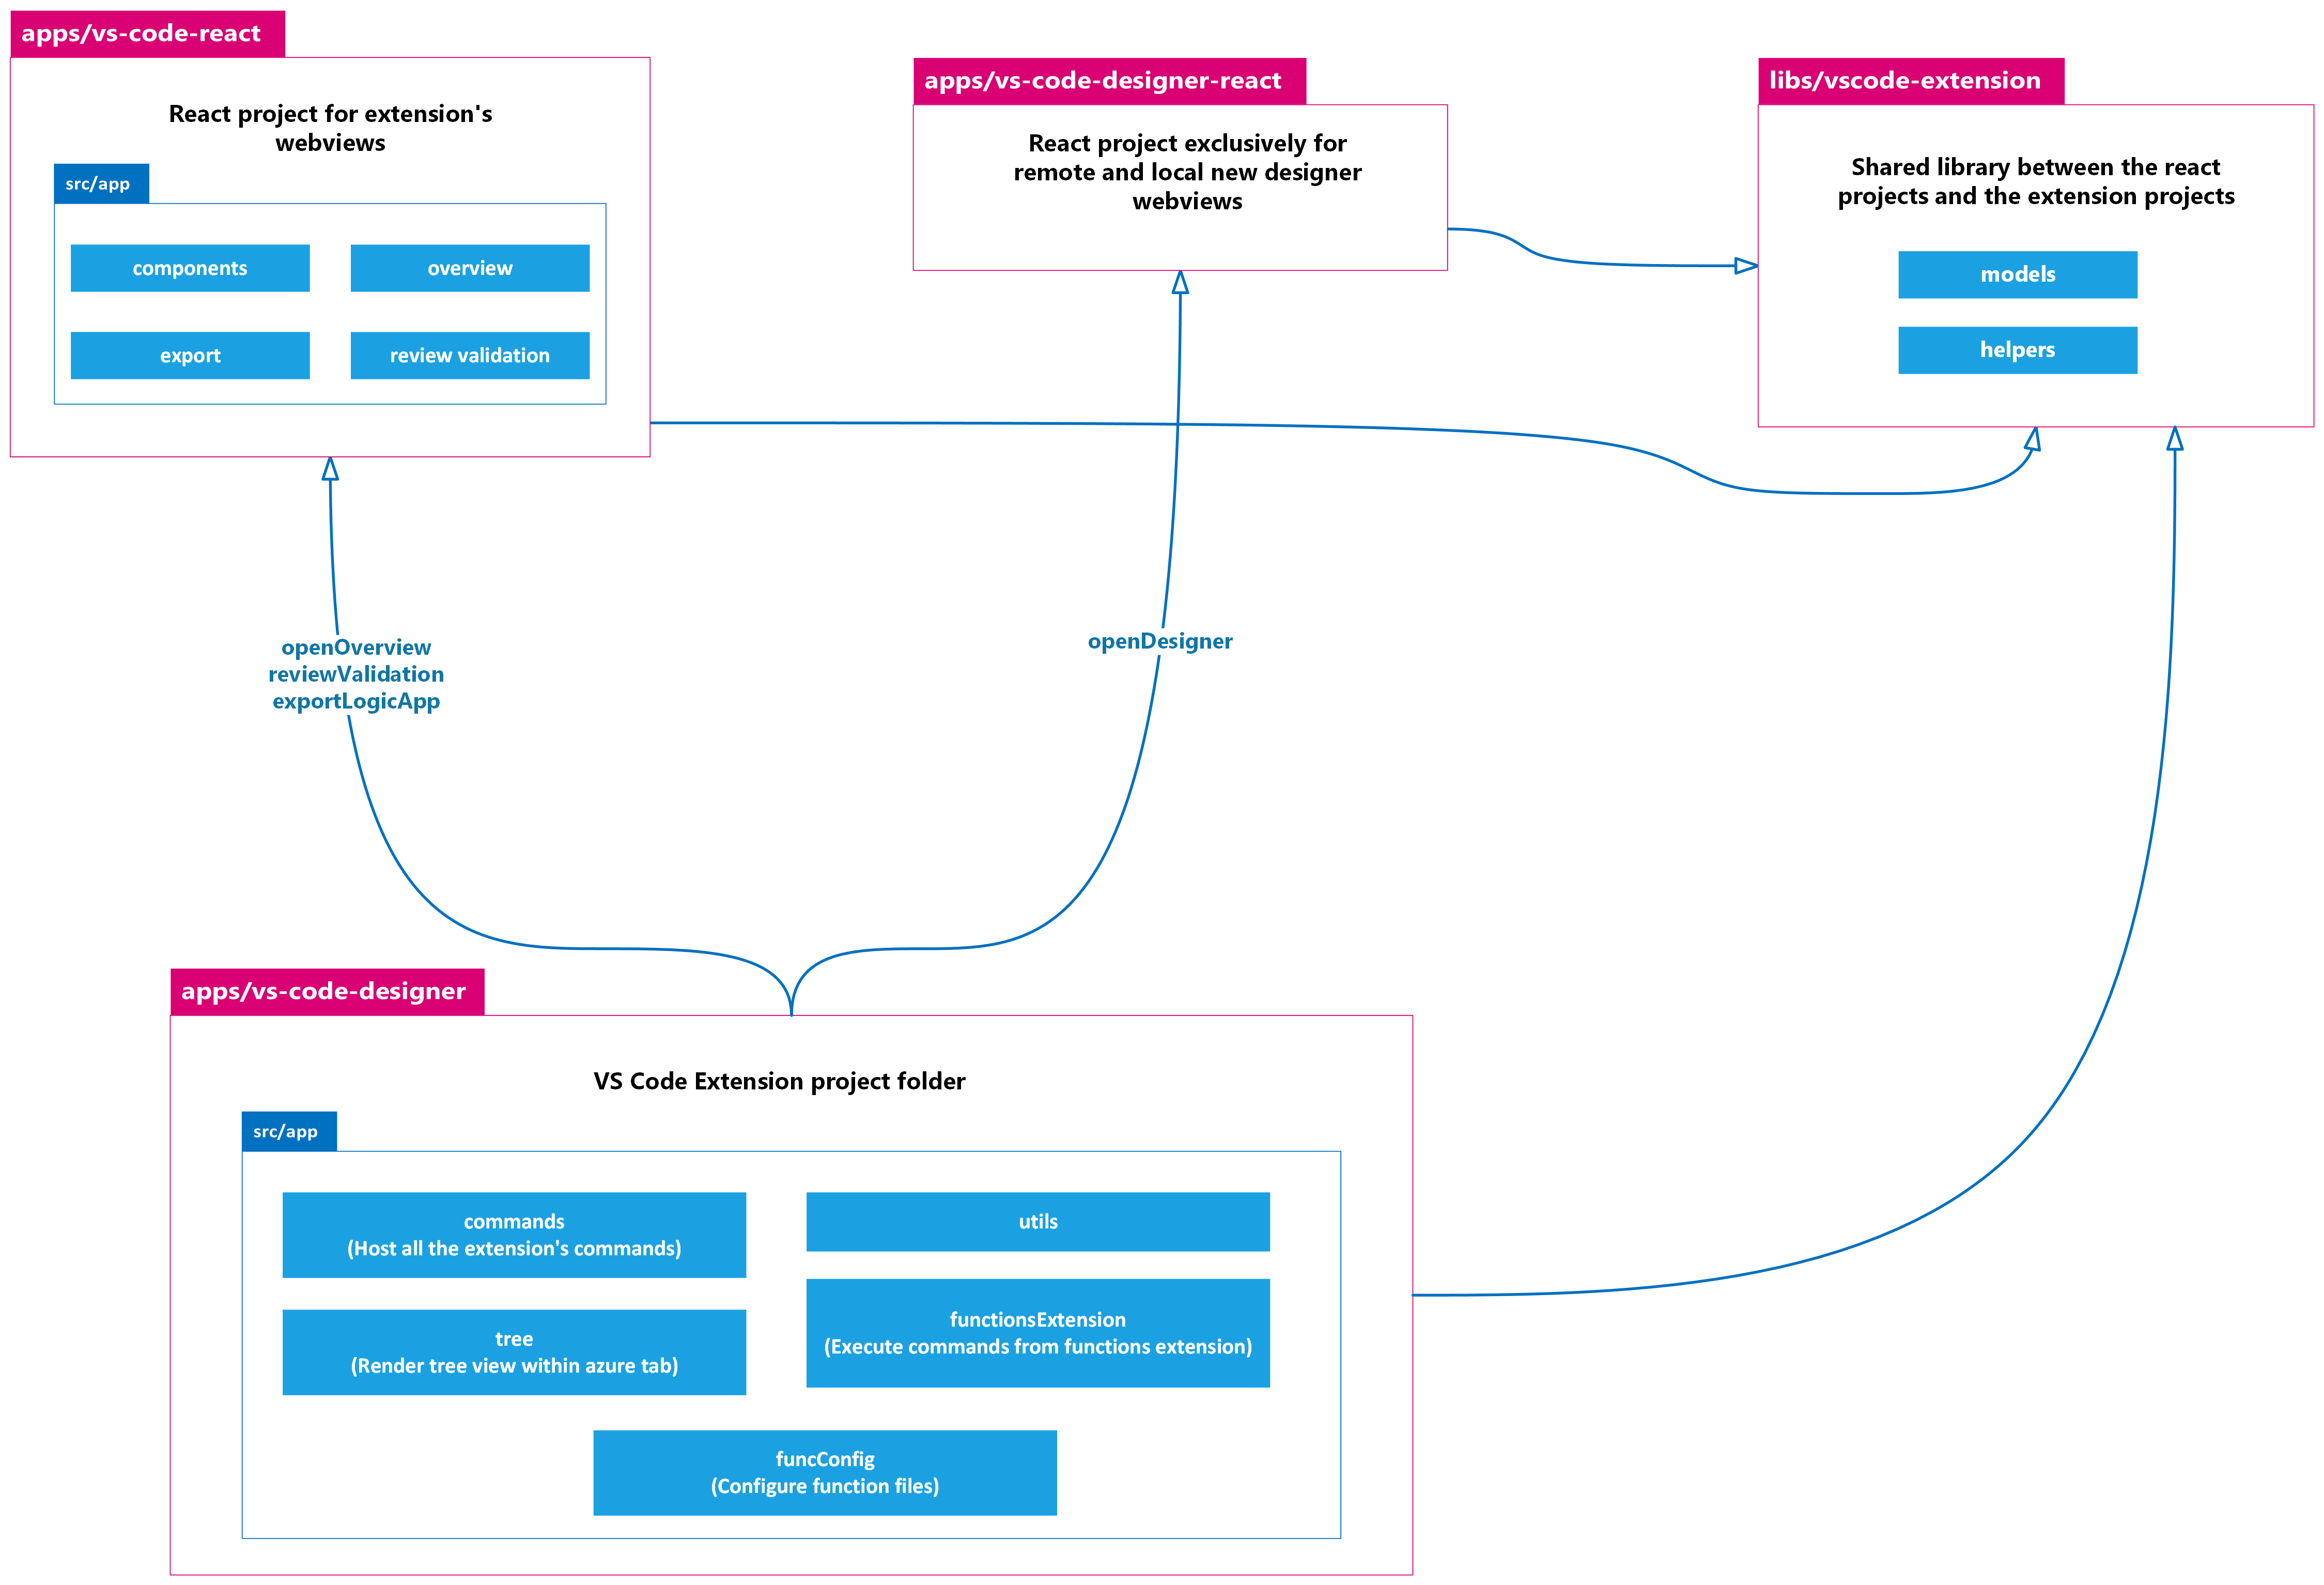 apps/vs-code-react
React project for extension's
webviews
src/app
components
overview
export
review validation
apps/vs-code-designer-react
React project exclusively for
remote and local new designer
webviews
libs/vscode-extension
Shared library between the react
projects and the extension projects
models
helpers
openOverview
reviewValidation
exportLogicApp
openDesigner
apps/vs-code-designer
VS Code Extension project folder
src/app
commands
(Host all the extension's commands)
utils
tree
(Render tree view within azure tab)
functionsExtension
(Execute commands from functions extension)
funcConfig
(Configure function files)